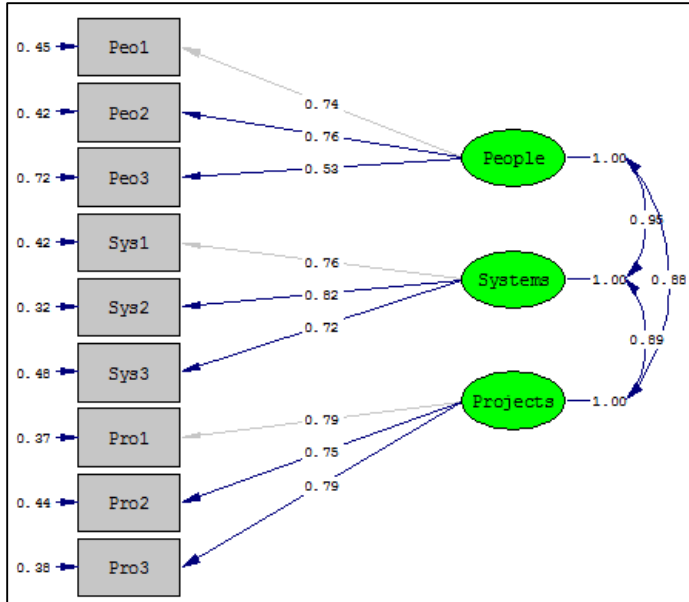 0.45 Peo1
0.74
0.42 Peo2
0.76
People 1.00
0.72 Peo3
0.53
0.95
0.42 Sys1
0.76
Systems 1.00
0.88
0.32 Sys2
0.82
0.72
0.89
0.48 Sys3
Projects 1.00
0.37 Pro1
0.79
0.75
0.44 Pro2
0.79
0.38 Pro3